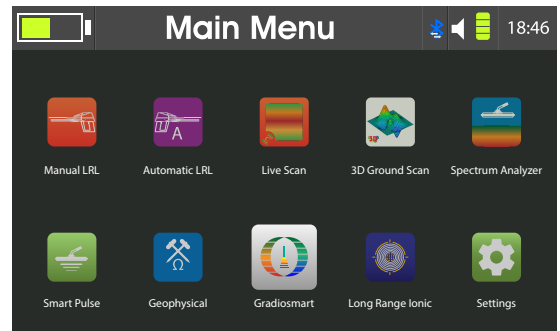 Main Menu
18:46
Manual LRL
A
Automatic LRL
Live Scan
3D Ground Scan
Spectrum Analyzer
Smart Pulse
Ω
Geophysical
Gradiosmart
Long Range Ionic
Settings